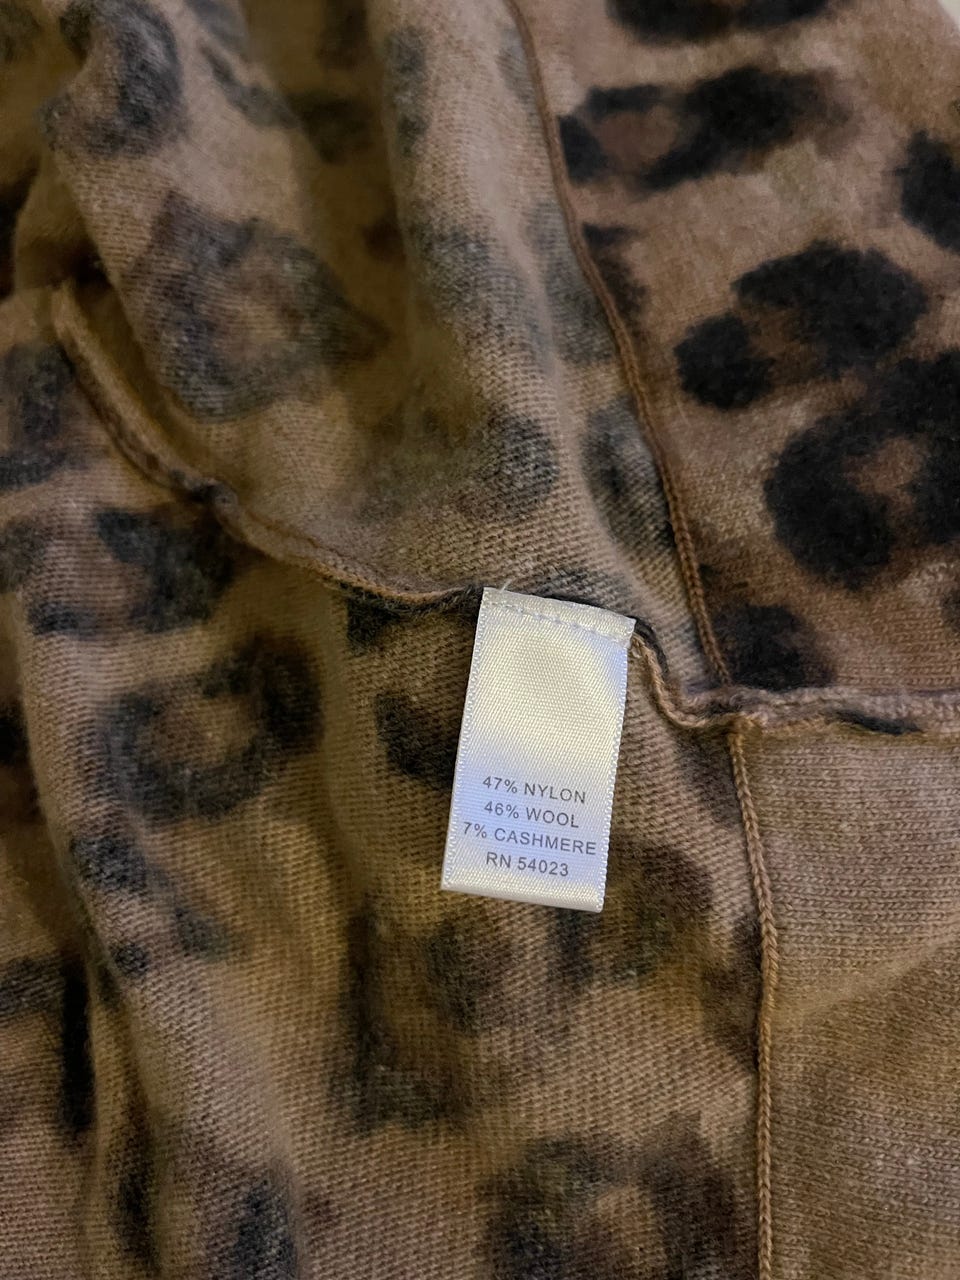 47% NYLON
46% WOOL
7% CASHMERE
RN 54023